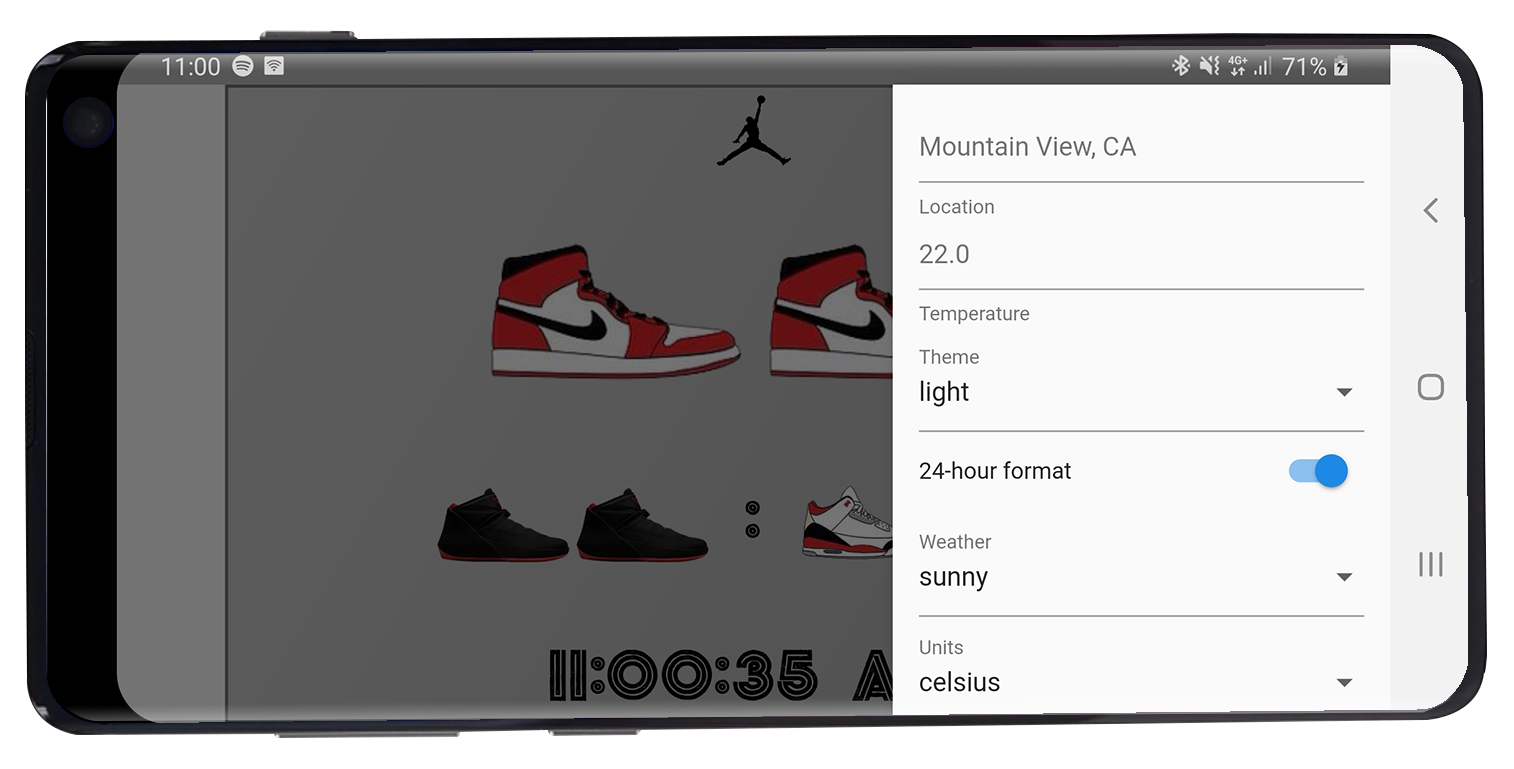 11:00
4G+
71%
Mountain View, CA
Location
22.0
Temperature
Theme
light
24-hour format
Weather
sunny
Units
celsius
11:00:35 A